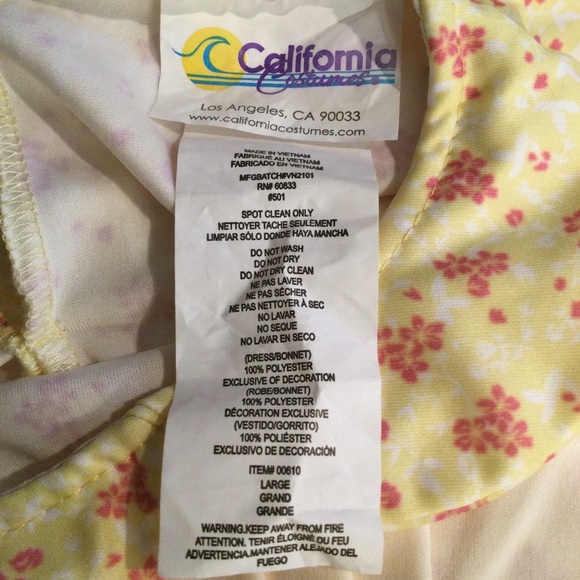 California
Costumes
Los Angeles, CA 90033
www.californiacostumes.com
MADE IN VIETNAM
FABRIQUÉ AU VIETNAM
FABRICADO EN VIETNAM
MFGBATCH#VN2101
RN# 60833
#501
SPOT CLEAN ONLY
NETTOYER TACHE SEULEMENT
LIMPIAR SÓLO DONDE HAYA MANCHA
DO NOT WASH
DO NOT DRY
DO NOT DRY CLEAN
NE PAS LAVER
NE PAS SÉCHER
NE PAS NETTOYER À SEC
NO LAVAR
NO SEQUE
NO LAVAR EN SECO
(DRESS/BONNET)
100% POLYESTER
EXCLUSIVE OF DECORATION
(ROBE/BONNET)
100% POLYESTER
DÉCORATION EXCLUSIVE
(VESTIDO/GORRITO)
100% POLIÉSTER
EXCLUSIVO DE DECORACIÓN
ITEM# 00610
LARGE
GRAND
GRANDE
WARNING.KEEP AWAY FROM FIRE
ATTENTION. TENIR ÉLOIGNÉ DU FEU
ADVERTENCIA.MANTENER ALEJADO DEL
FUEGO